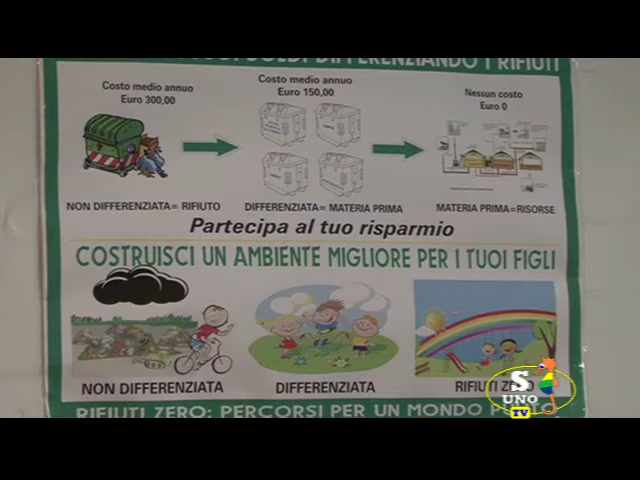 DIFFERENZIANDO I RIFIUTI
Costo medio annuo
Euro 300,00
Costo medio annuo
Euro 150,00
Nessun costo
Euro 0
NON DIFFERENZIATA= RIFIUTO
DIFFERENZIATA= MATERIA PRIMA
MATERIA PRIMA=RISORSE
Partecipa al tuo risparmio
COSTRUISCI UN AMBIENTE MIGLIORE PER I TUOI FIGLI
NON DIFFERENZIATA
DIFFERENZIATA
RIFIUTI
RIFIUTI ZERO: PERCORSI PER UN MONDO
S
UNO
TV